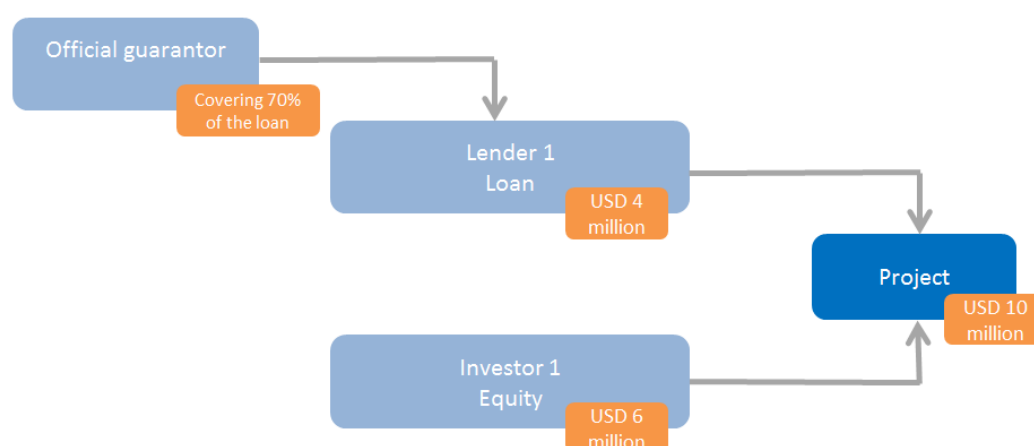 Official guarantor
Covering 70%
of the loan
Lender 1
Loan
USD 4
million
Project
USD 10
million
Investor 1
Equity
USD 6
million